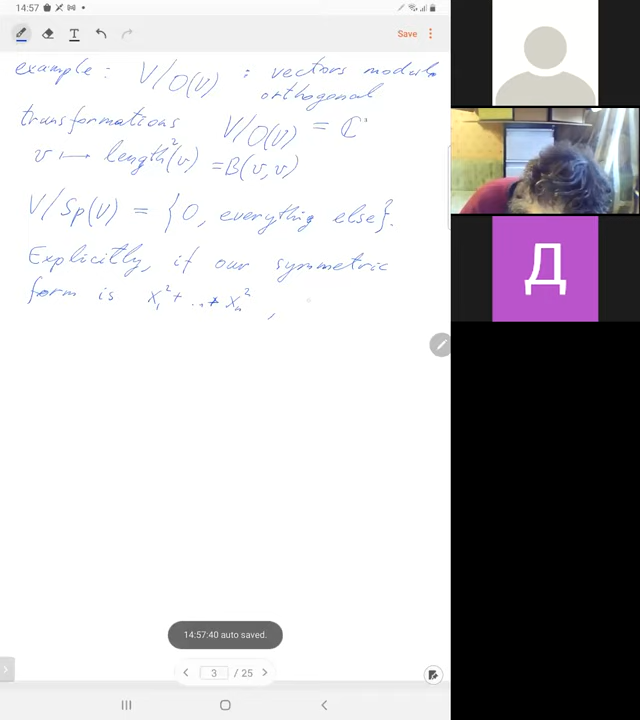 14:57
Save
example: V/O(V) : vectors modulo
orthogonal
transformations V/O(V) = ℂ
v ⟼ length²(v) = B(v,v)
V/Sp(V) = {0, everything else}.
Explicitly, if our symmetric
form is x₁² + ... + xₙ² ,
Д
14:57:40 auto saved.
3 / 25